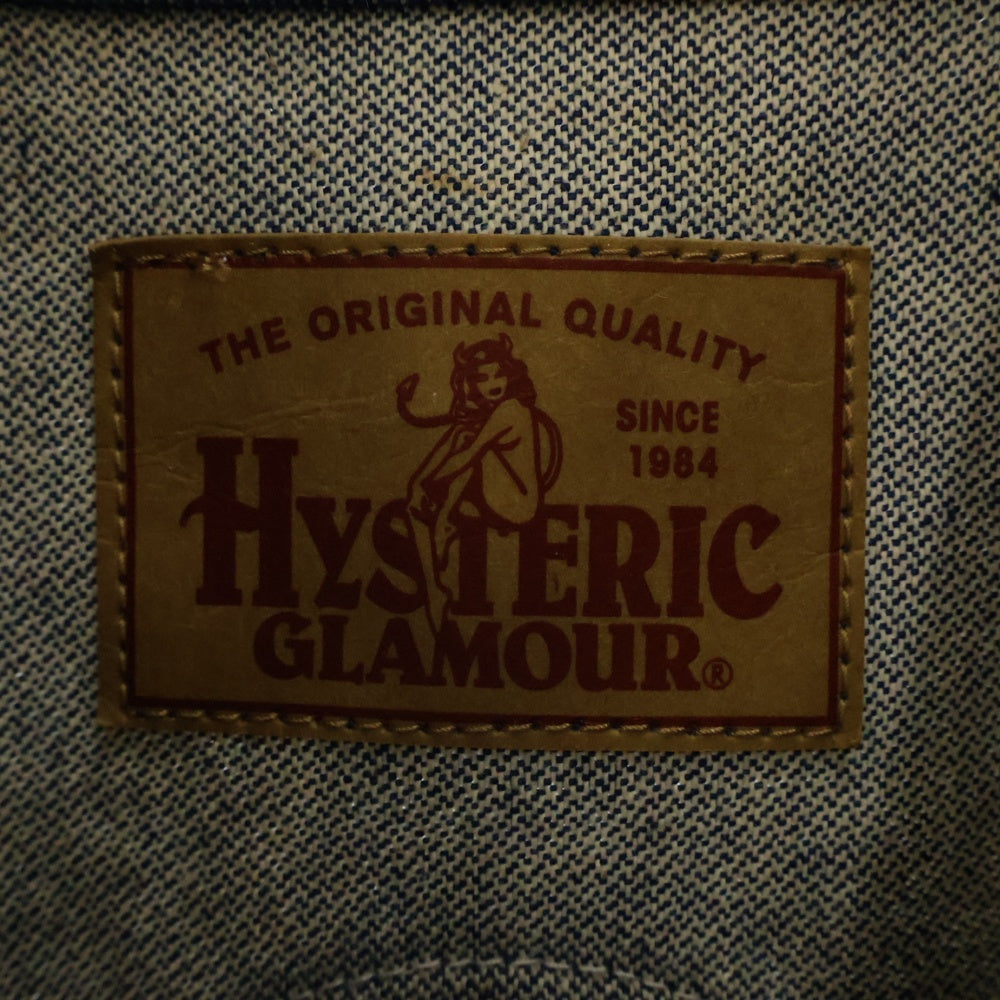 THE ORIGINAL QUALITY
SINCE
1984
HYSTERIC
GLAMOUR®